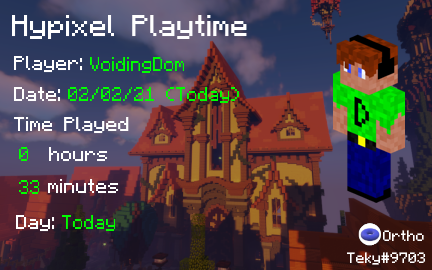 Hypixel Playtime
Player: VoidingDom
Date: 02/02/21 (Today)
Time Played
0 hours
33 minutes
Day: Today
D
Ortho
Teky#9703